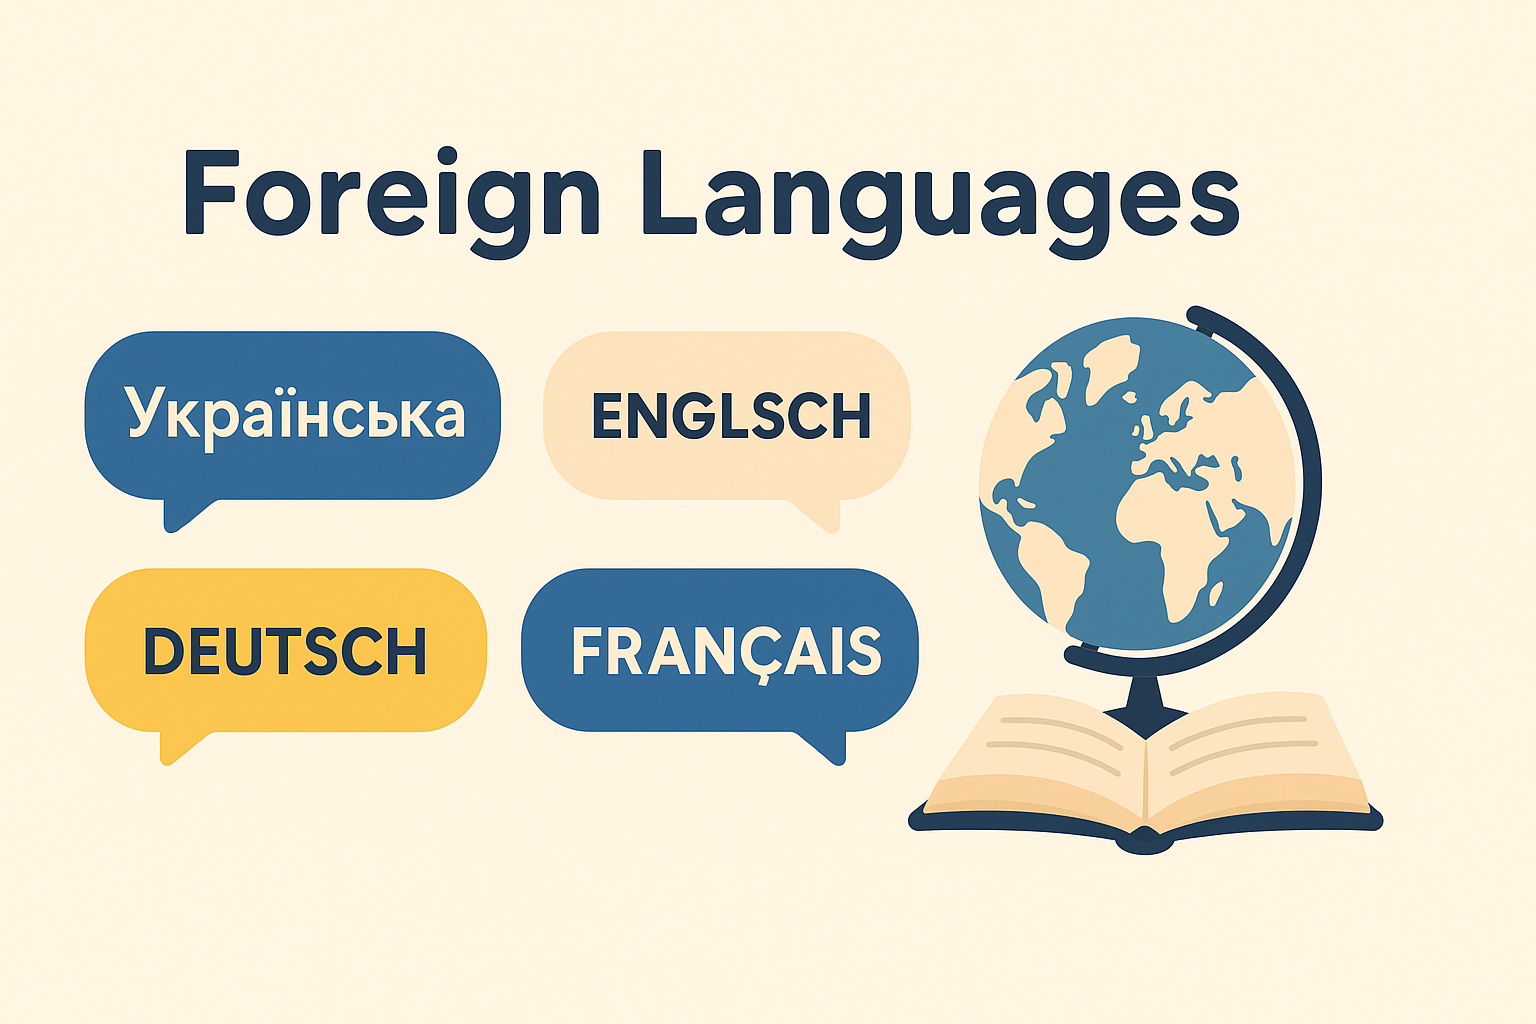 Foreign Languages
Українська
ENGLSCH
DEUTSCH
FRANÇAIS